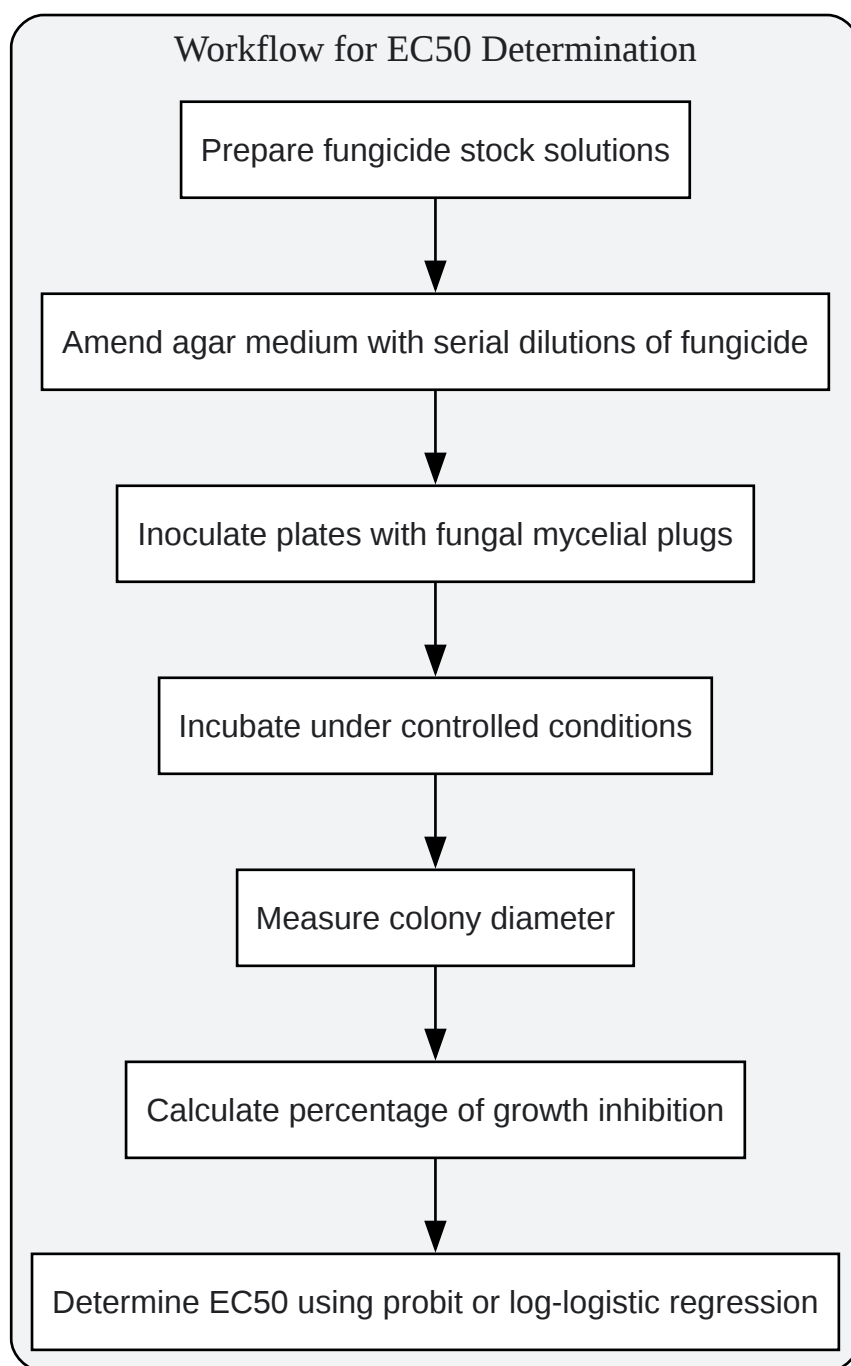 Workflow for EC50 Determination
Prepare fungicide stock solutions
Amend agar medium with serial dilutions of fungicide
Inoculate plates with fungal mycelial plugs
Incubate under controlled conditions
Measure colony diameter
Calculate percentage of growth inhibition
Determine EC50 using probit or log-logistic regression